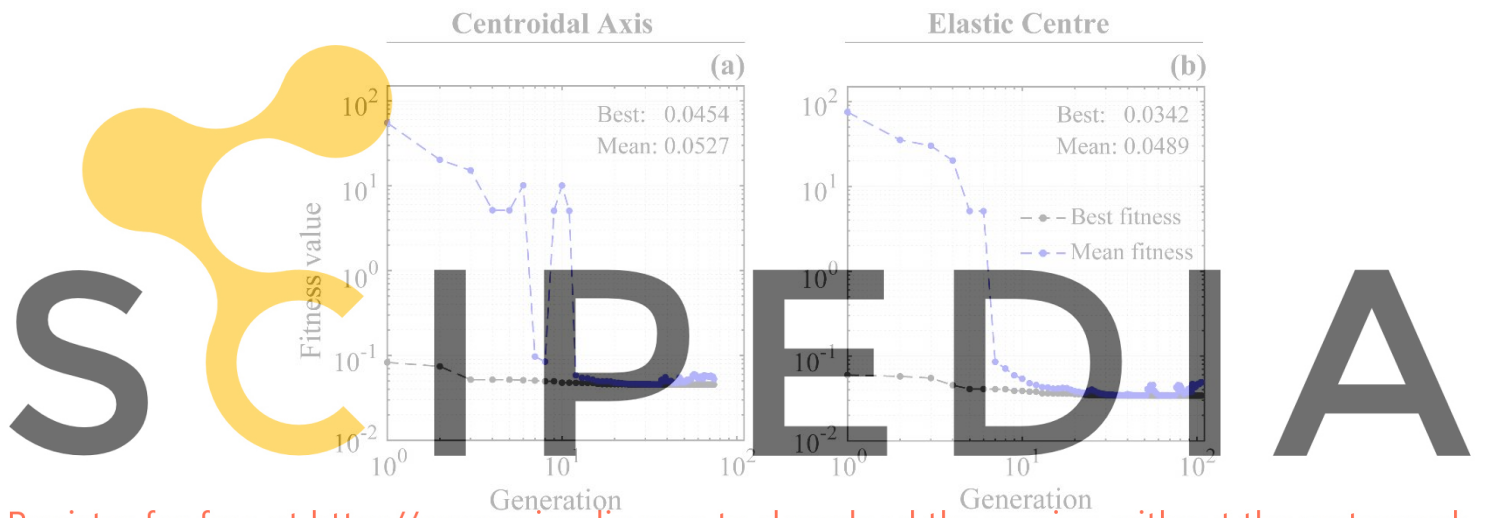 Centroidal Axis
(a)
10^2
10^1
10^0
10^-1
10^-2
Fitness value
Best: 0.0454
Mean: 0.0527
10^0 10^1 10^2
Generation
Elastic Centre
(b)
10^2
10^1
10^0
10^-1
10^-2
Best: 0.0342
Mean: 0.0489
Best fitness
Mean fitness
10^0 10^1 10^2
Generation
SCIPEDIA